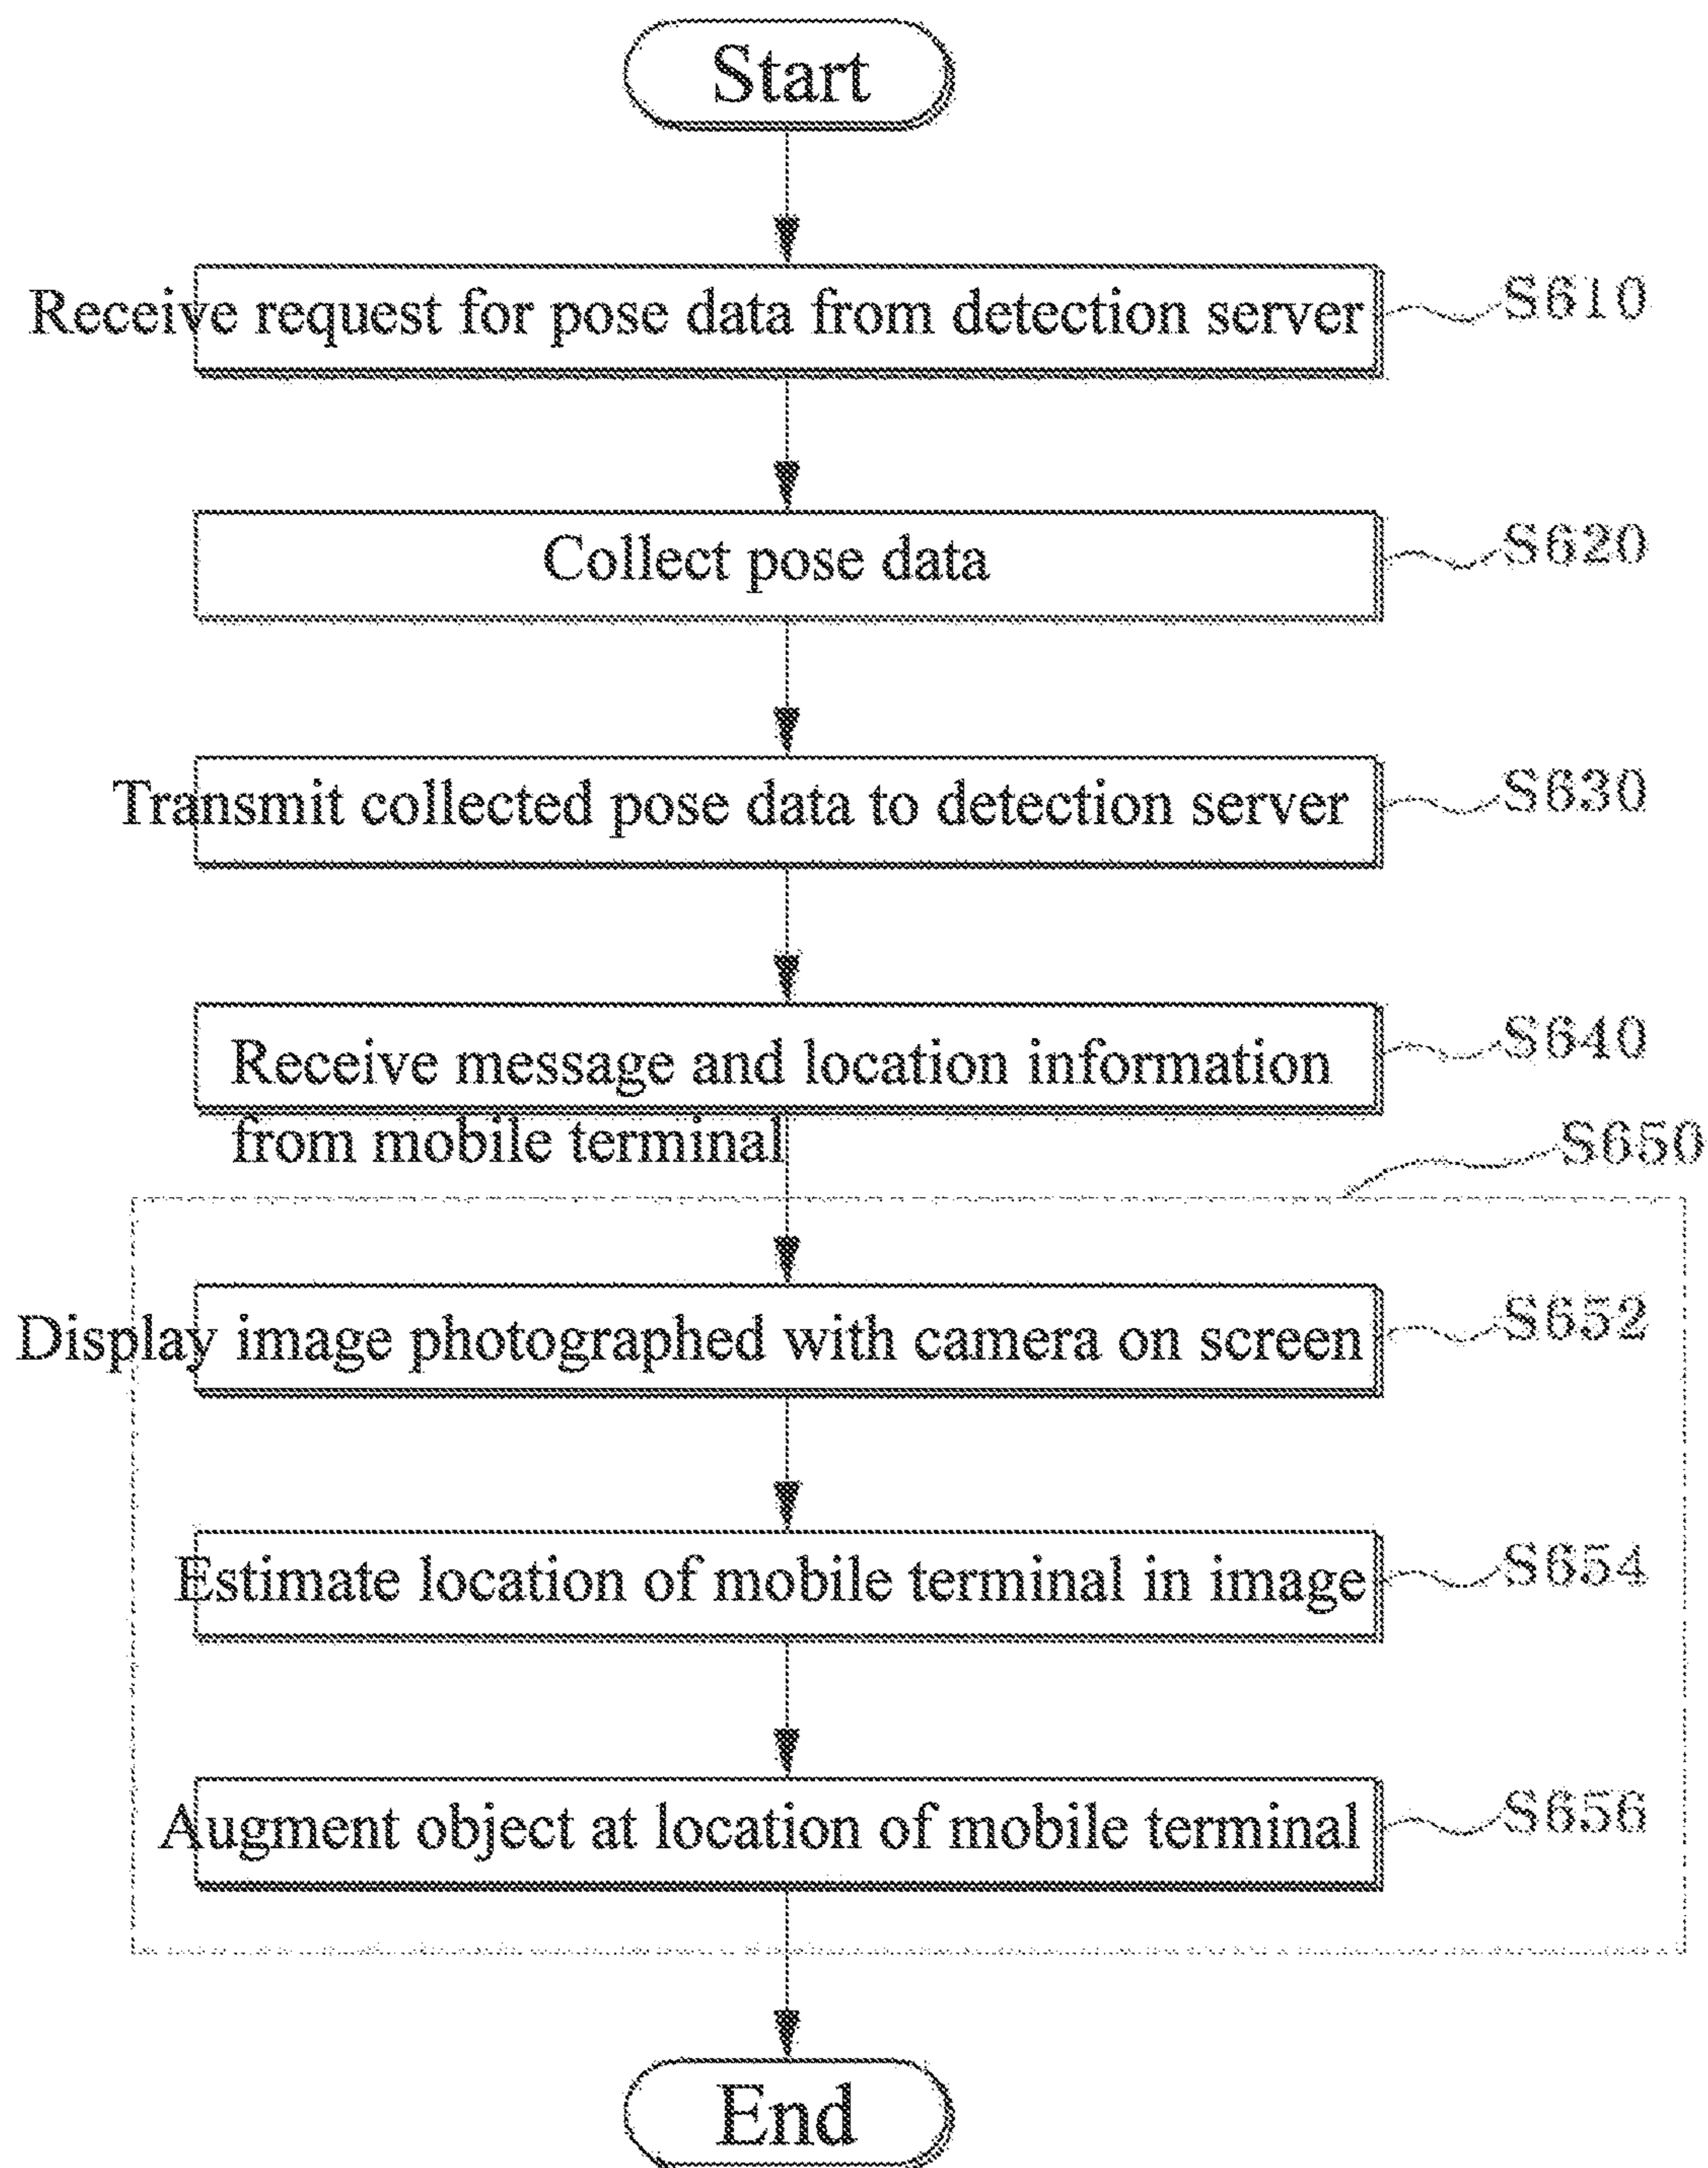 Start
Receive request for pose data from detection server
S610
Collect pose data
S620
Transmit collected pose data to detection server
S630
Receive message and location information
from mobile terminal
S640
S650
Display image photographed with camera on screen
S652
Estimate location of mobile terminal in image
S654
Augment object at location of mobile terminal
S656
End